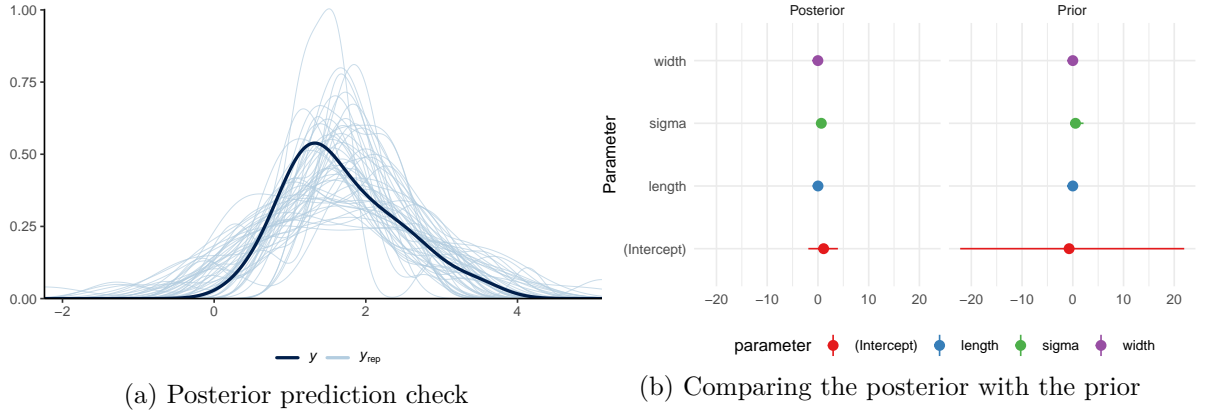 1.00
0.75
0.50
0.25
0.00
−2
0
2
4
y yrep
(a) Posterior prediction check
Posterior
Prior
Parameter
width
sigma
length
(Intercept)
−20 −10 0 10 20
−20 −10 0 10 20
parameter (Intercept) length sigma width
(b) Comparing the posterior with the prior